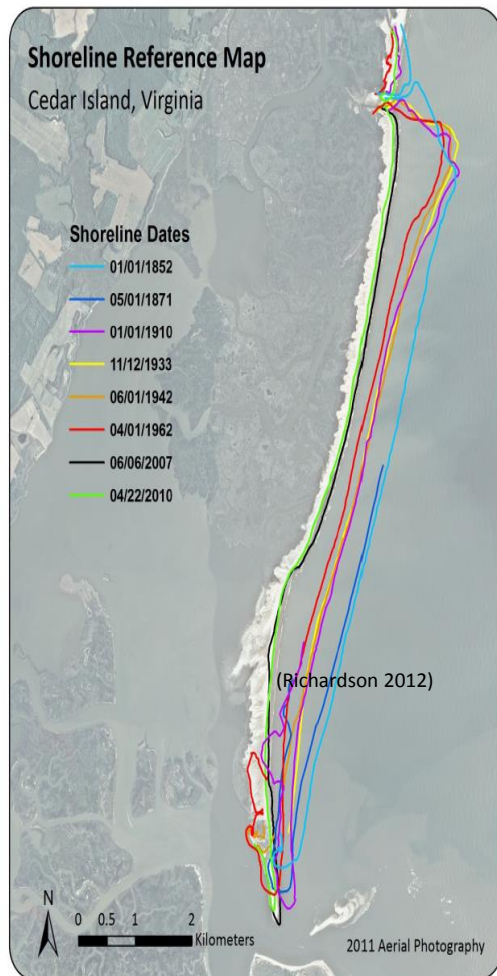 Shoreline Reference Map
Cedar Island, Virginia
Shoreline Dates
01/01/1852
05/01/1871
01/01/1910
11/12/1933
06/01/1942
04/01/1962
06/06/2007
04/22/2010
(Richardson 2012)
N
0 0.5 1 2
Kilometers
2011 Aerial Photography